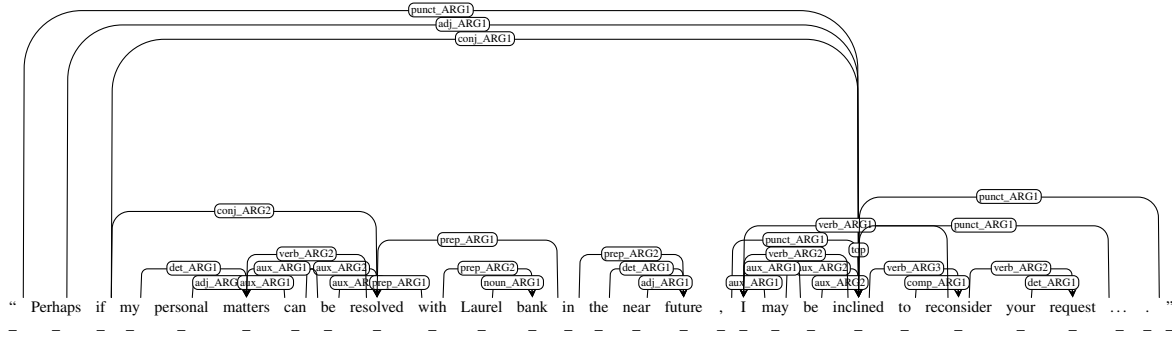 punct_ARG1
adj_ARG1
conj_ARG1
punct_ARG1
conj_ARG2
verb_ARG1 punct_ARG1
prep_ARG1 punct_ARG1
verb_ARG2 prep_ARG2 verb_ARG2 top
det_ARG1 aux_ARG1 aux_ARG2 prep_ARG2 det_ARG1 aux_ARG1 aux_ARG2 verb_ARG3 verb_ARG2
adj_ARG1 aux_ARG1 aux_ARG prep_ARG1 noun_ARG1 adj_ARG1 aux_ARG1 aux_ARG2 comp_ARG1 det_ARG1
“ Perhaps if my personal matters can be resolved with Laurel bank in the near future , I may be inclined to reconsider your request … . ”
_ _ _ _ _ _ _ _ _ _ _ _ _ _ _ _ _ _ _ _ _ _ _ _ _ _ _ _ _